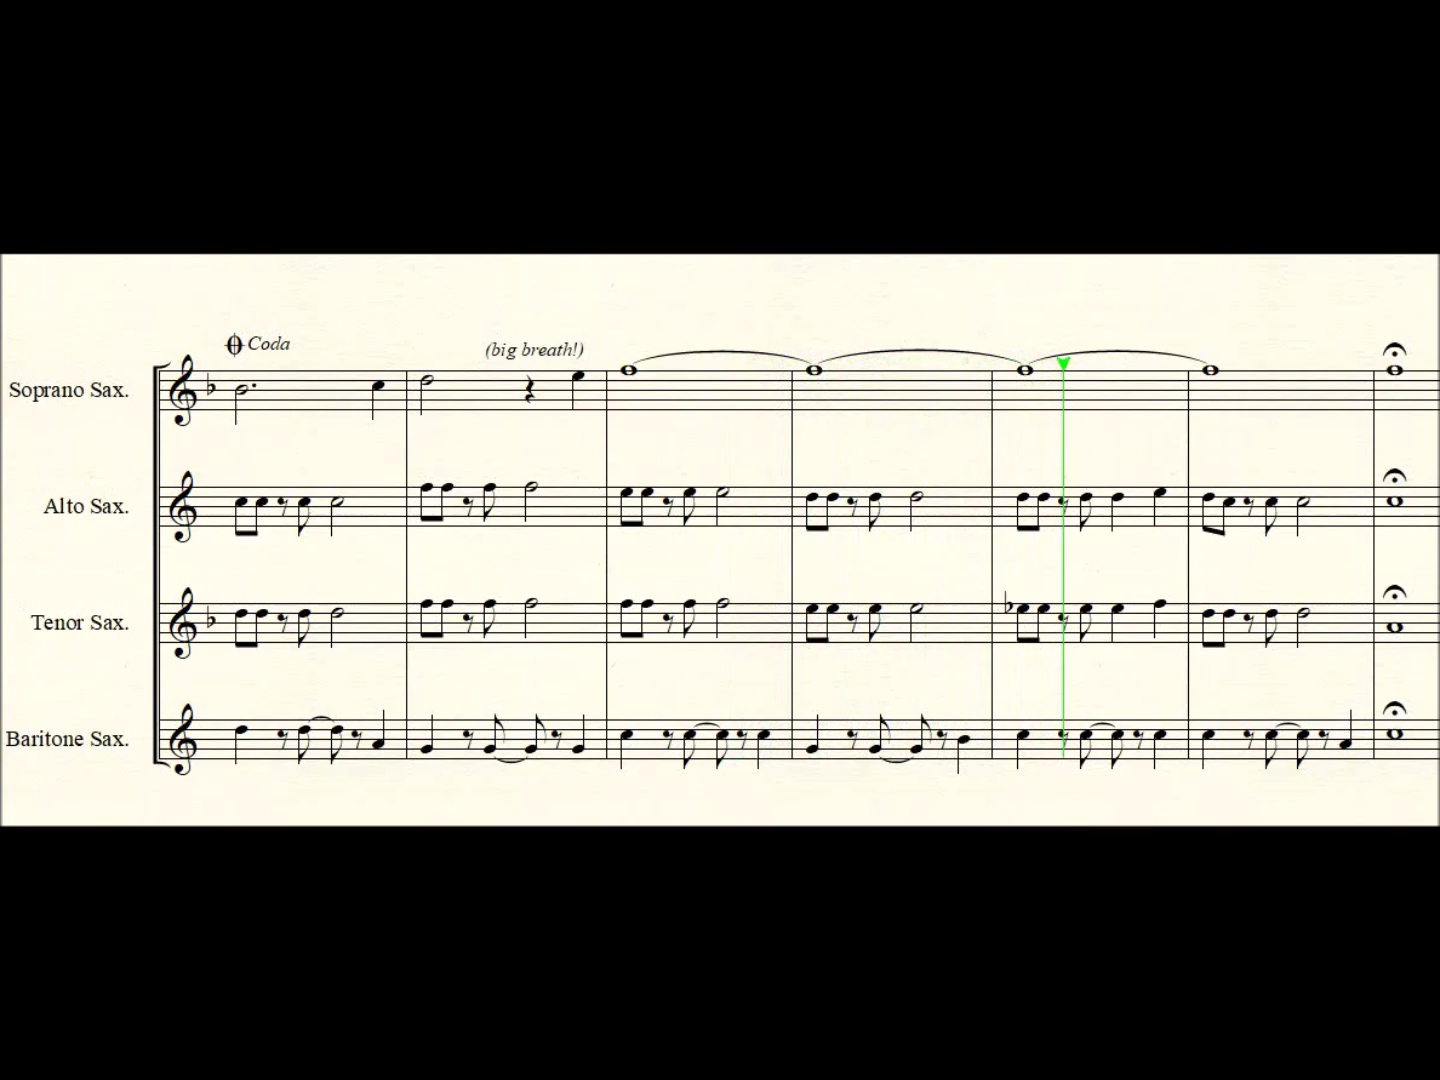 Coda
(big breath!)
Soprano Sax.
Alto Sax.
Tenor Sax.
Baritone Sax.